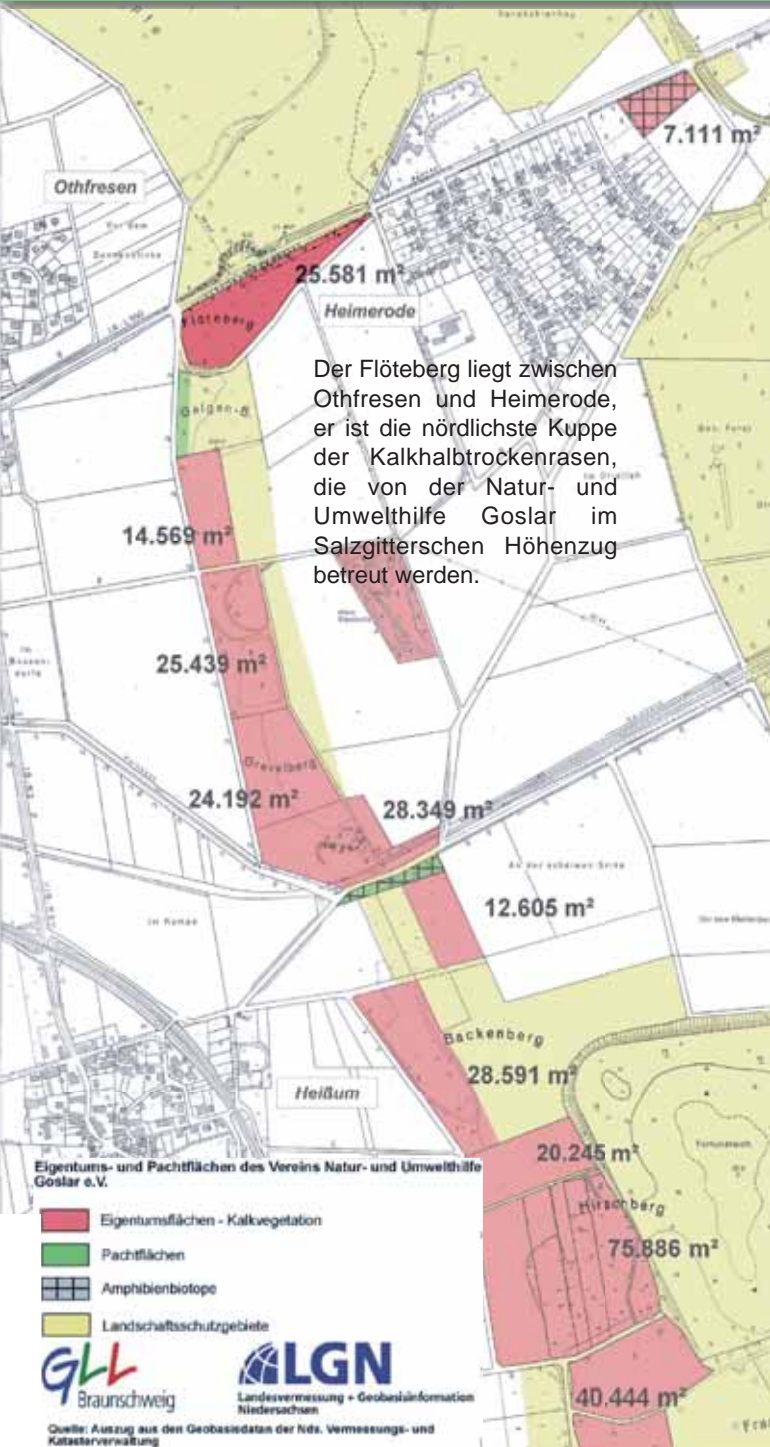 7.111 m²
Othfresen
25.581 m²
Flöteberg
Heimerode
Der Flöteberg liegt zwischen
Othfresen und Heimerode,
er ist die nördlichste Kuppe
der Kalkhalbtrockenrasen,
die von der Natur- und
Umwelthilfe Goslar im
Salzgitterschen Höhenzug
betreut werden.
Galgen-B.
14.569 m²
25.439 m²
Grevelberg
24.192 m²
28.349 m²
An der schönen Seite
12.605 m²
Backenberg
28.591 m²
Heißum
20.245 m²
Hirschberg
75.886 m²
40.444 m²
Eigentums- und Pachtflächen des Vereins Natur- und Umwelthilfe
Goslar e.V.
Eigentumsflächen - Kalkvegetation
Pachtflächen
Amphibienbiotope
Landschaftsschutzgebiete
GLL
Braunschweig
LGN
Landesvermessung + Geobasisinformation
Niedersachsen
Quelle: Auszug aus den Geobasisdaten der Nds. Vermessungs- und
Katasterverwaltung